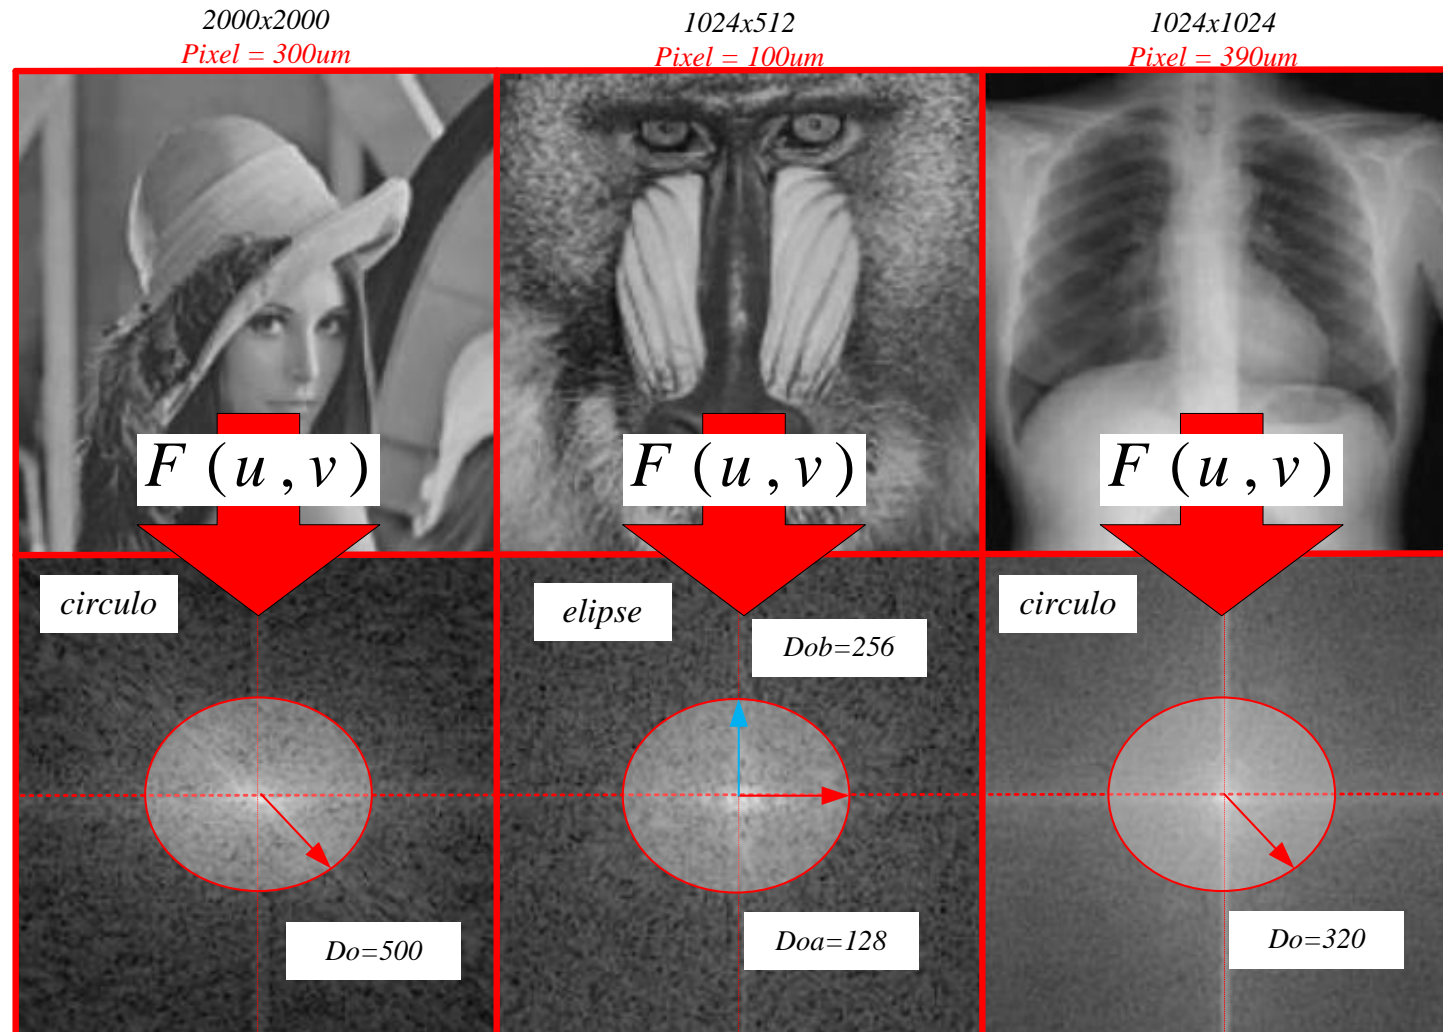 2000x2000
Pixel = 300um
1024x512
Pixel = 100um
1024x1024
Pixel = 390um
F (u , v)
F (u , v)
F (u , v)
circulo
elipse
circulo
Dob=256
Do=500
Doa=128
Do=320